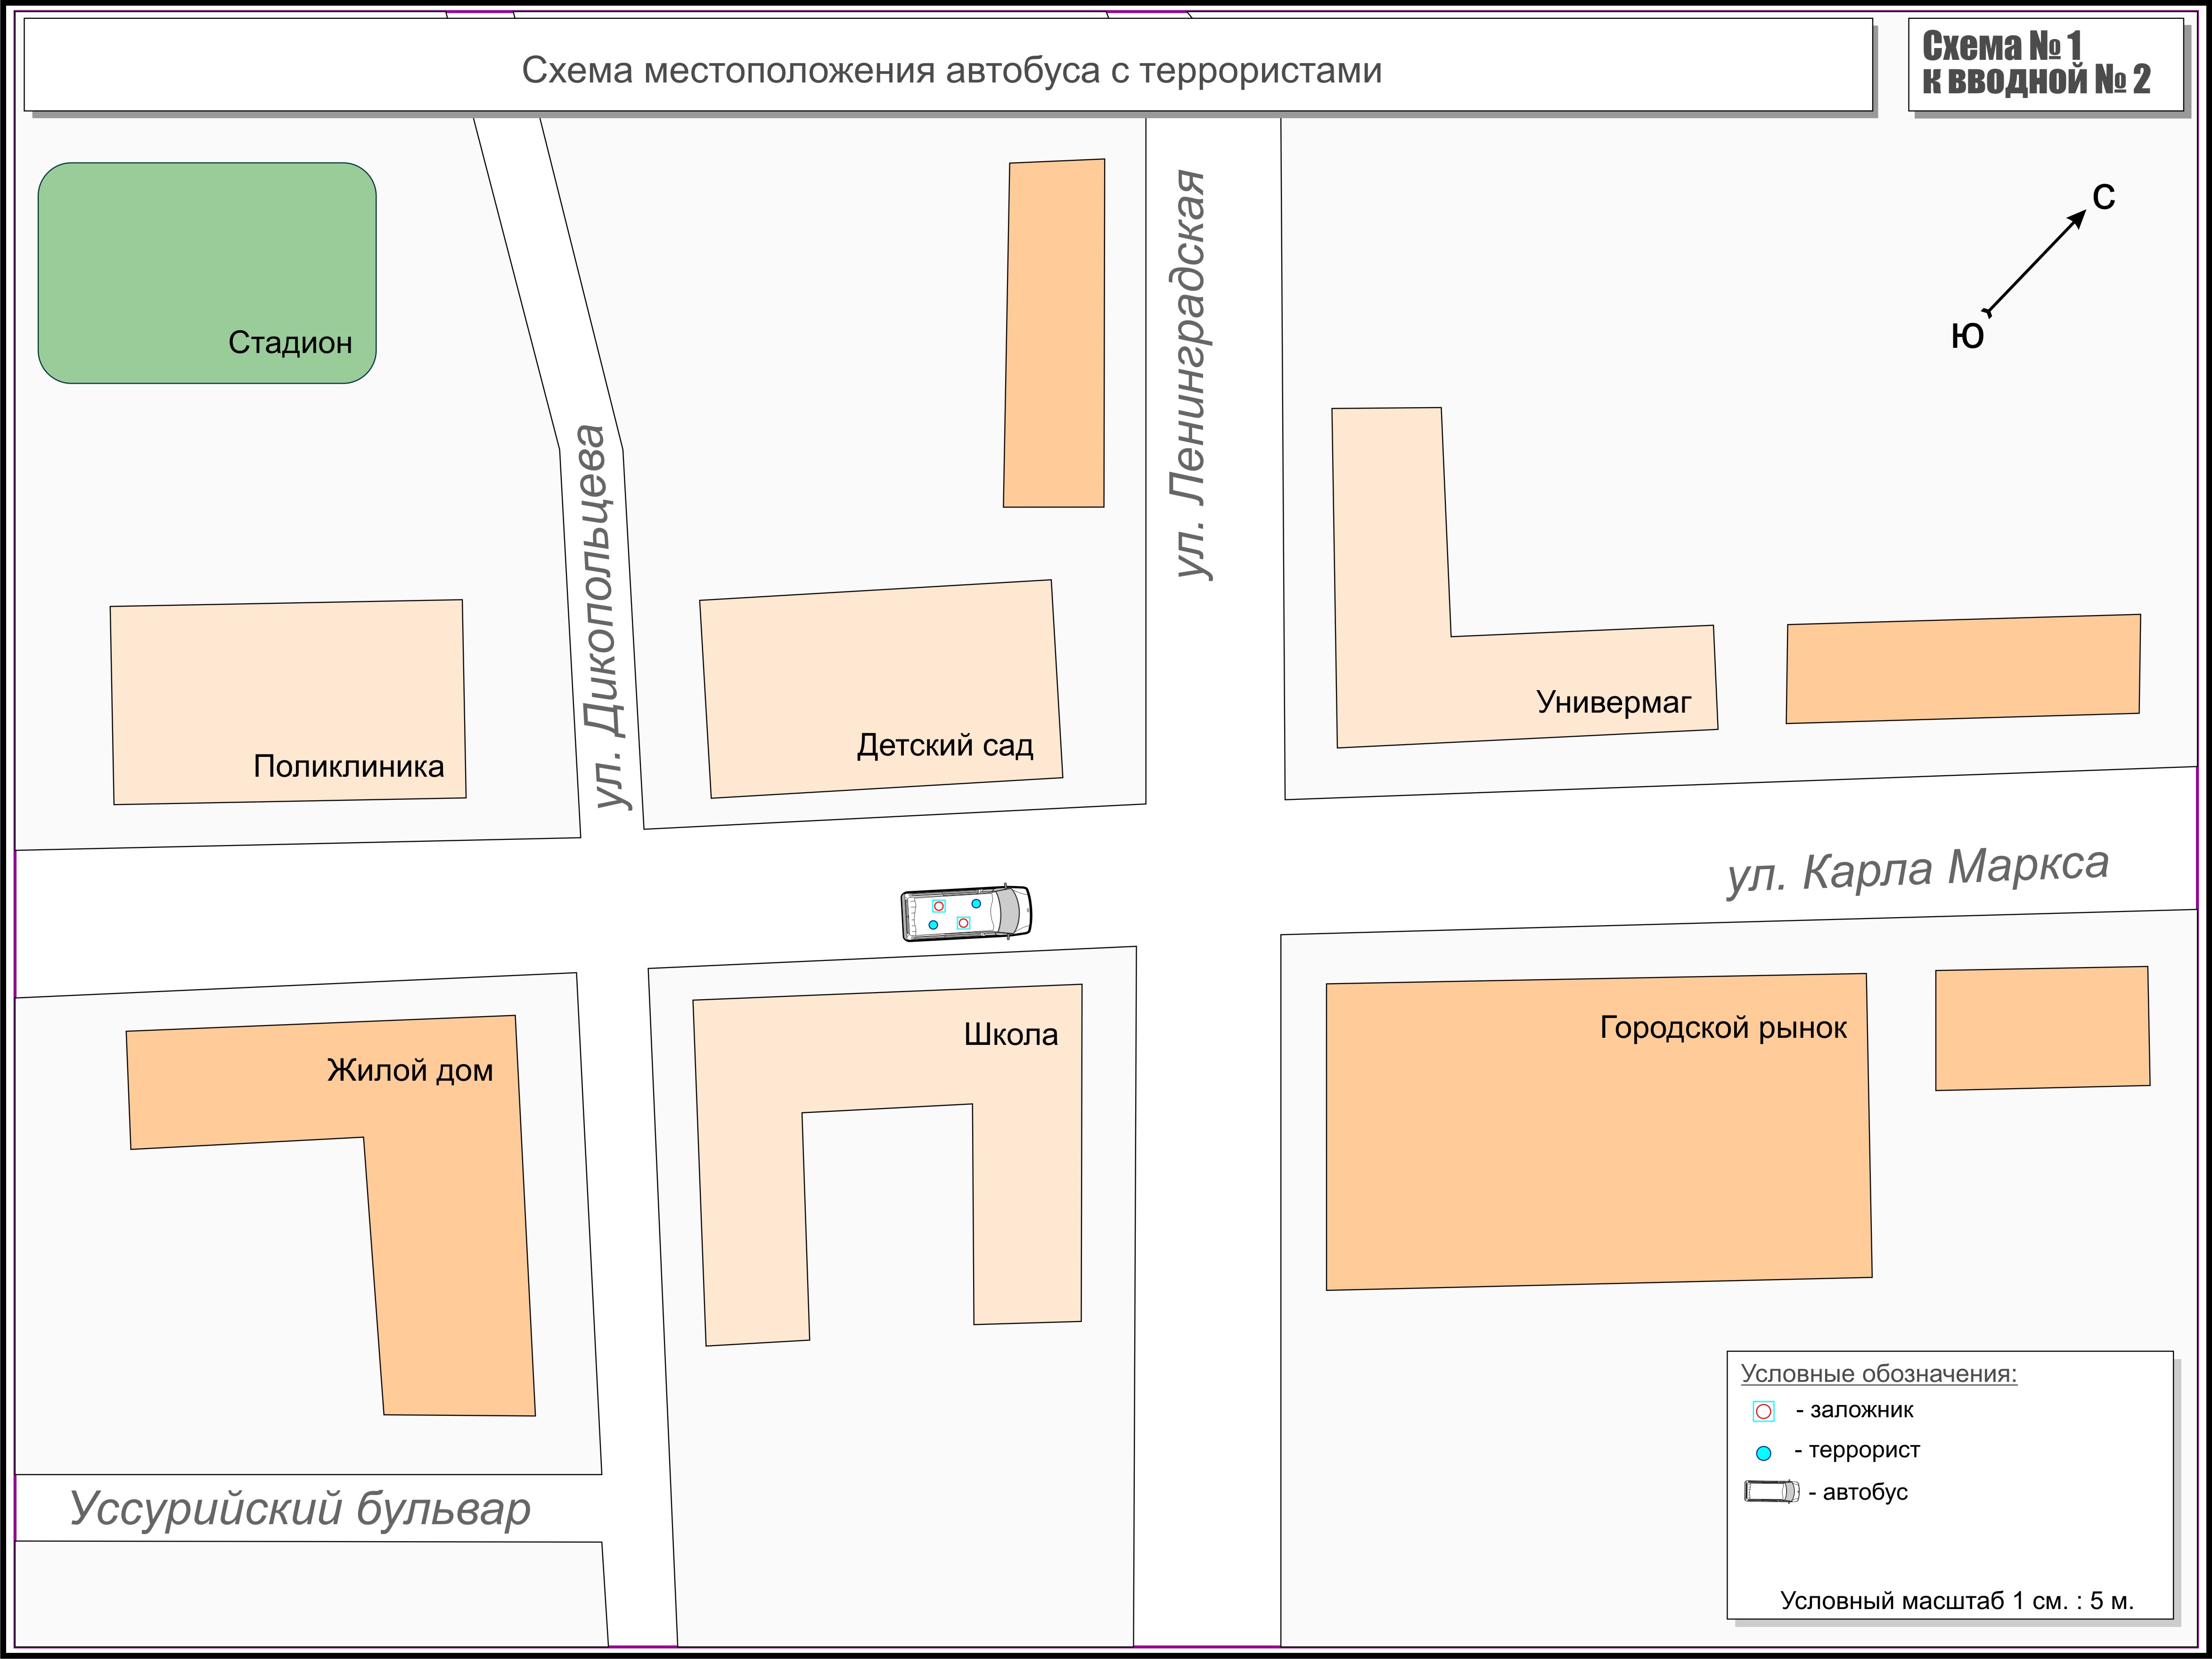 Схема местоположения автобуса с террористами
Схема № 1
к вводной № 2
С
Ю
Стадион
ул. Дикопольцева
ул. Ленинградская
Поликлиника
Детский сад
Универмаг
ул. Карла Маркса
Жилой дом
Школа
Городской рынок
Уссурийский бульвар
Условные обозначения:
- заложник
- террорист
- автобус
Условный масштаб 1 см. : 5 м.